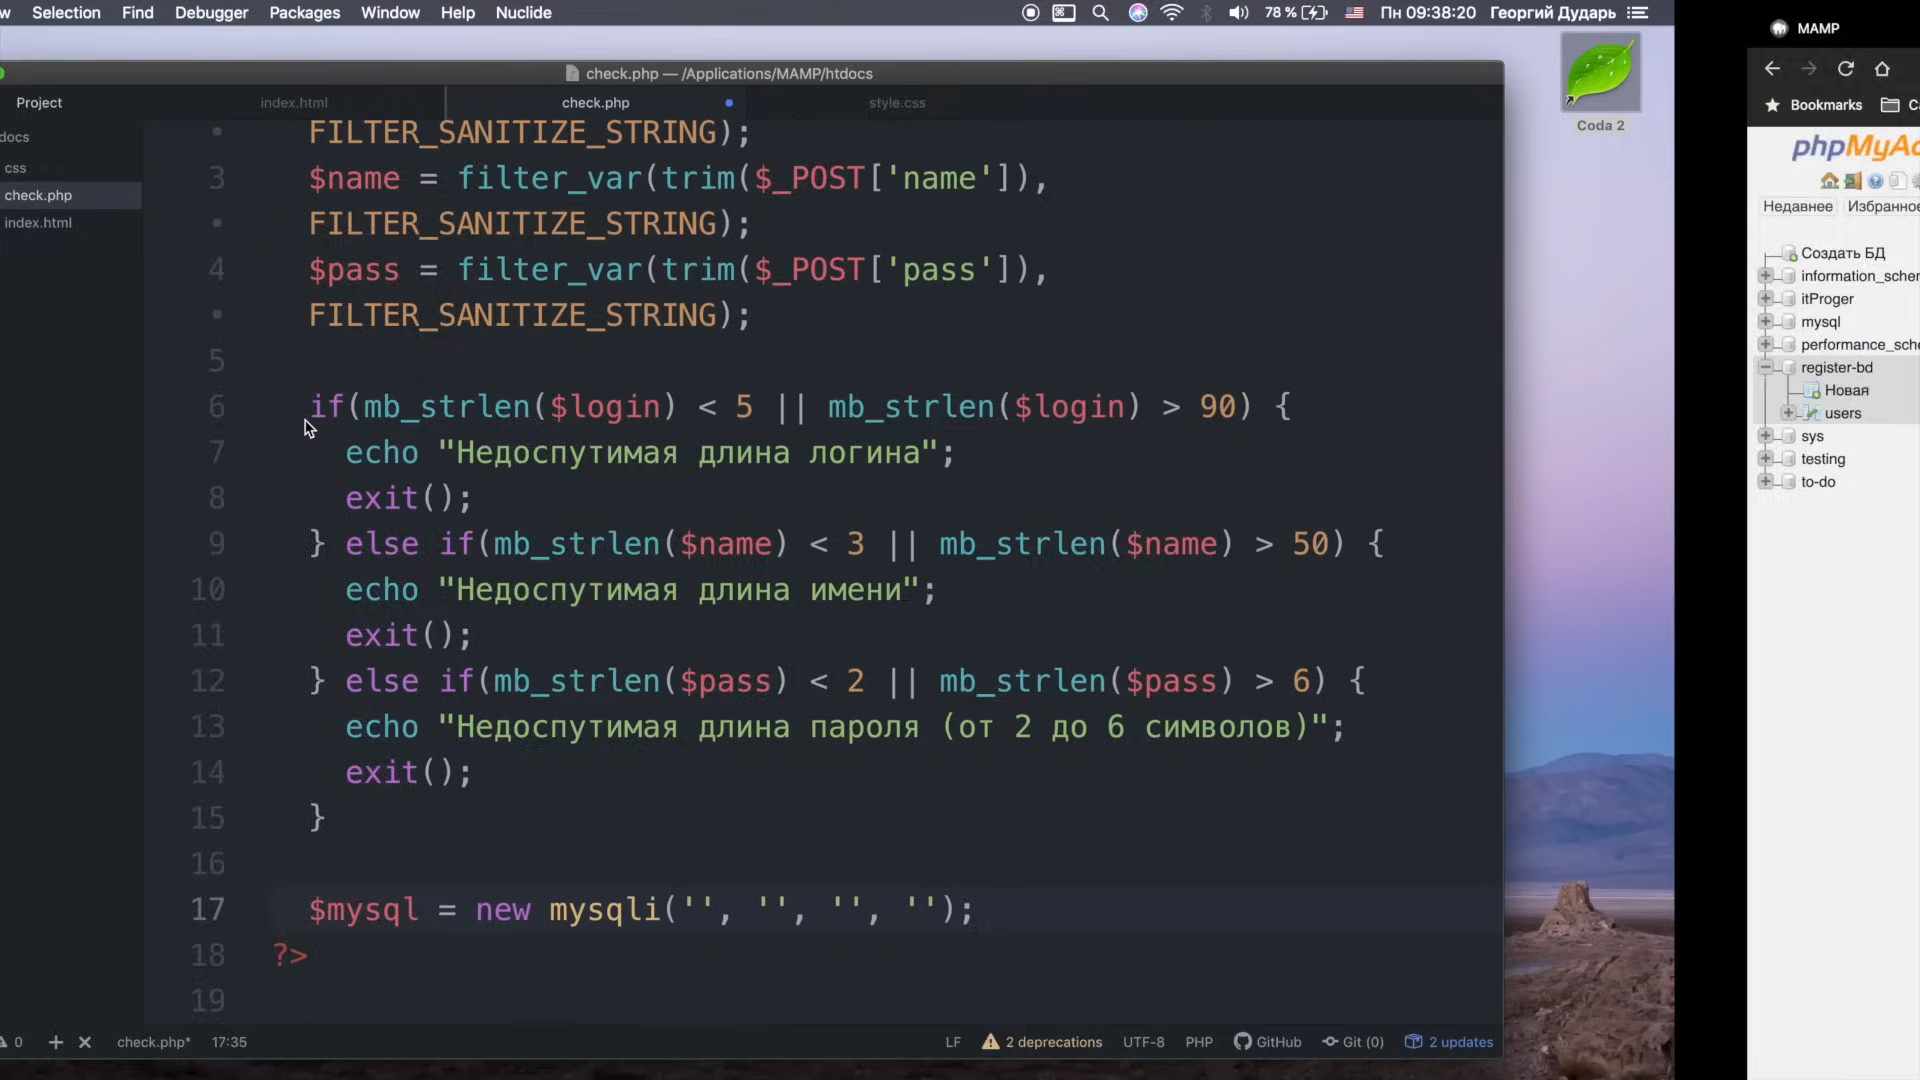 Selection Find Debugger Packages Window Help Nuclide 78 % Пн 09:38:20 Георгий Дударь
MAMP
check.php — /Applications/MAMP/htdocs
Project index.html check.php style.css
Coda 2
Bookmarks
docs
css
check.php
index.html
FILTER_SANITIZE_STRING);
3 $name = filter_var(trim($_POST['name']),
FILTER_SANITIZE_STRING);
4 $pass = filter_var(trim($_POST['pass']),
FILTER_SANITIZE_STRING);
5
6 if(mb_strlen($login) < 5 || mb_strlen($login) > 90) {
7 echo "Недоспутимая длина логина";
8 exit();
9 } else if(mb_strlen($name) < 3 || mb_strlen($name) > 50) {
10 echo "Недоспутимая длина имени";
11 exit();
12 } else if(mb_strlen($pass) < 2 || mb_strlen($pass) > 6) {
13 echo "Недоспутимая длина пароля (от 2 до 6 символов)";
14 exit();
15 }
16
17 $mysql = new mysqli('', '', '', '');
18 ?>
19
0 + × check.php* 17:35 LF 2 deprecations UTF-8 PHP GitHub Git (0) 2 updates
phpMyAd
Недавнее Избранное
Создать БД
information_schem
itProger
mysql
performance_sche
register-bd
Новая
users
sys
testing
to-do